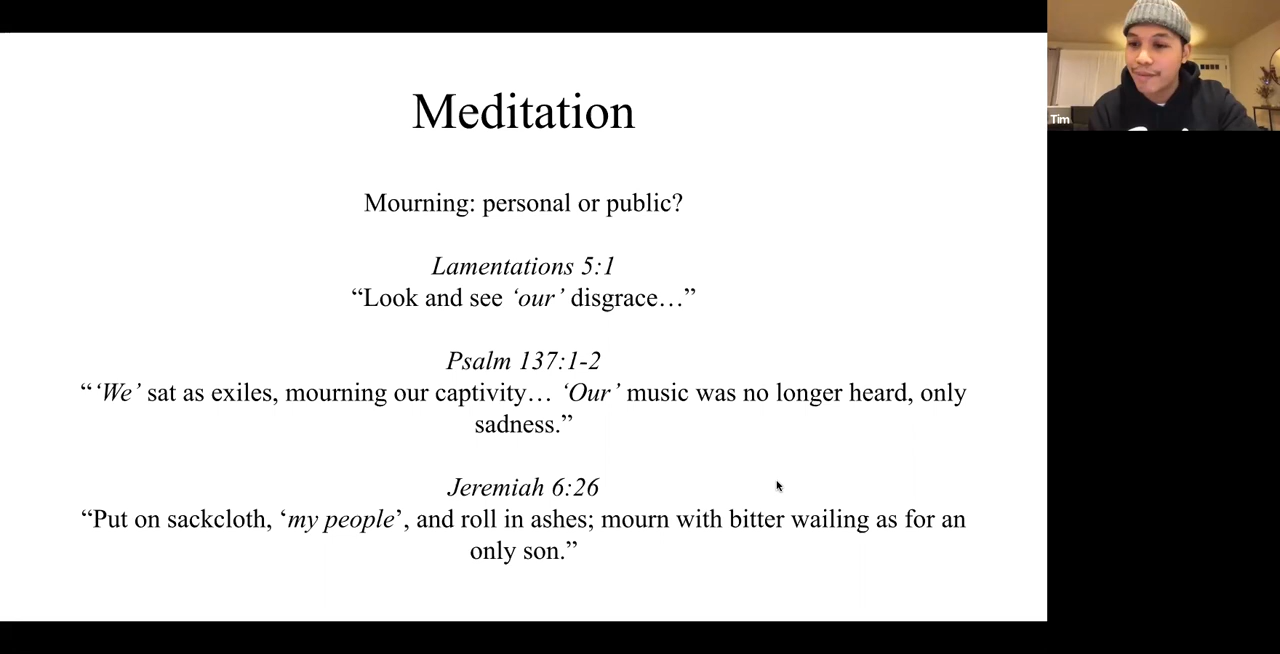 Meditation
Mourning: personal or public?
Lamentations 5:1
“Look and see ‘our’ disgrace…”
Psalm 137:1-2
“‘We’ sat as exiles, mourning our captivity… ‘Our’ music was no longer heard, only
sadness.”
Jeremiah 6:26
“Put on sackcloth, ‘my people’, and roll in ashes; mourn with bitter wailing as for an
only son.”
Tim